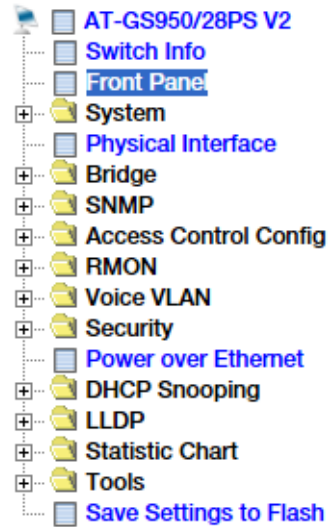 AT-GS950/28PS V2
Switch Info
Front Panel
System
Physical Interface
Bridge
SNMP
Access Control Config
RMON
Voice VLAN
Security
Power over Ethernet
DHCP Snooping
LLDP
Statistic Chart
Tools
Save Settings to Flash